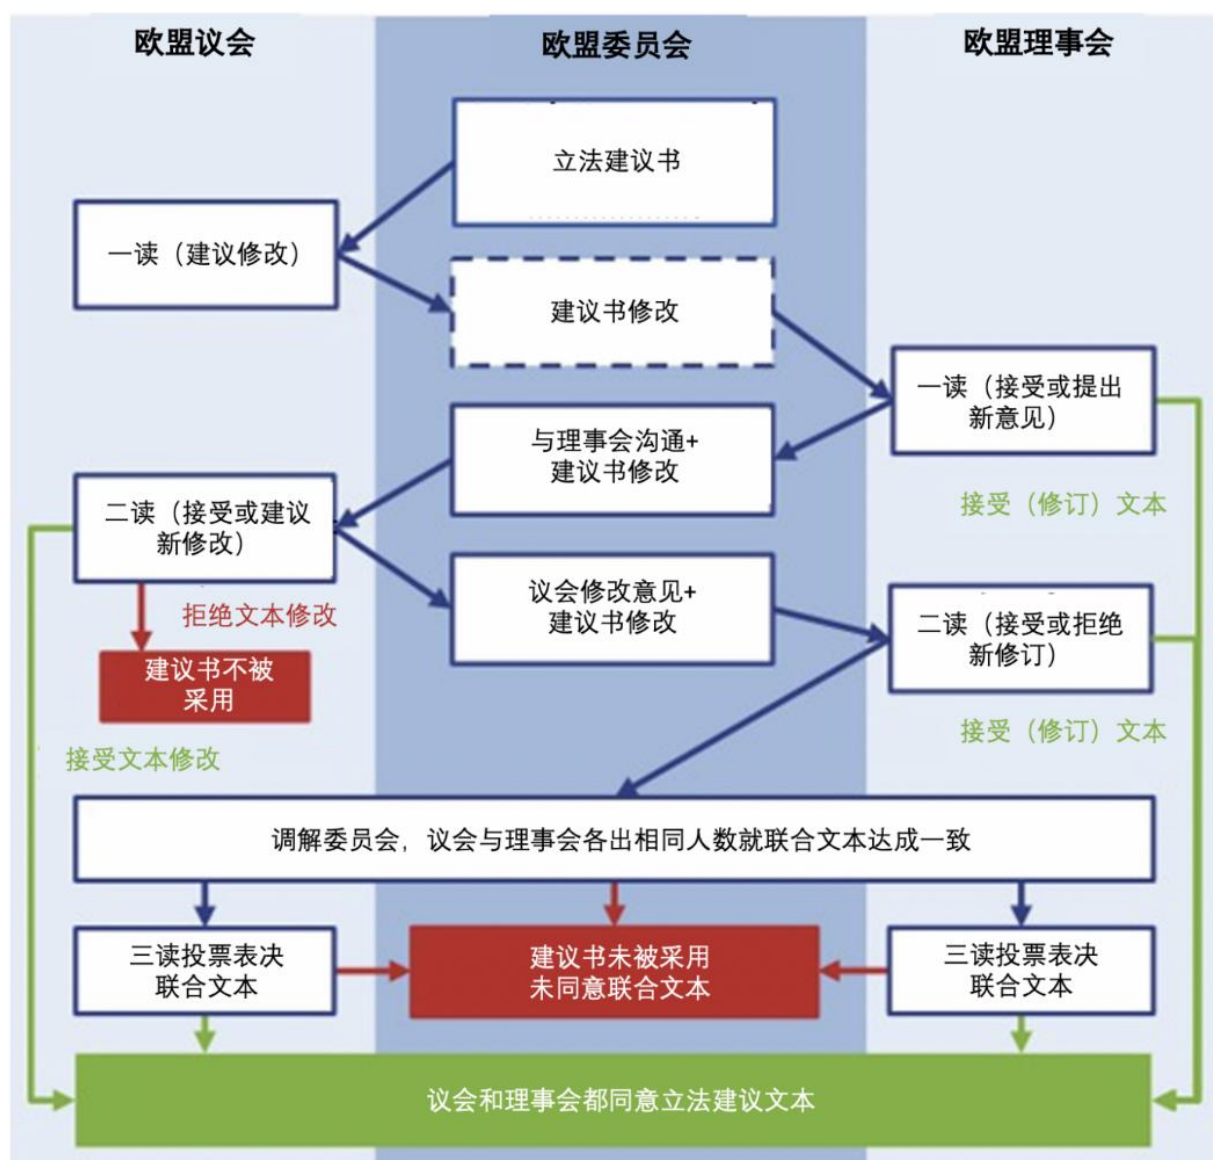 欧盟议会
欧盟委员会
欧盟理事会
立法建议书
一读（建议修改）
建议书修改
一读（接受或提出
新意见）
与理事会沟通+
建议书修改
接受（修订）文本
二读（接受或建议
新修改）
议会修改意见+
建议书修改
拒绝文本修改
二读（接受或拒绝
新修订）
建议书不被
采用
接受（修订）文本
接受文本修改
调解委员会，议会与理事会各出相同人数就联合文本达成一致
三读投票表决
联合文本
建议书未被采用
未同意联合文本
三读投票表决
联合文本
议会和理事会都同意立法建议文本